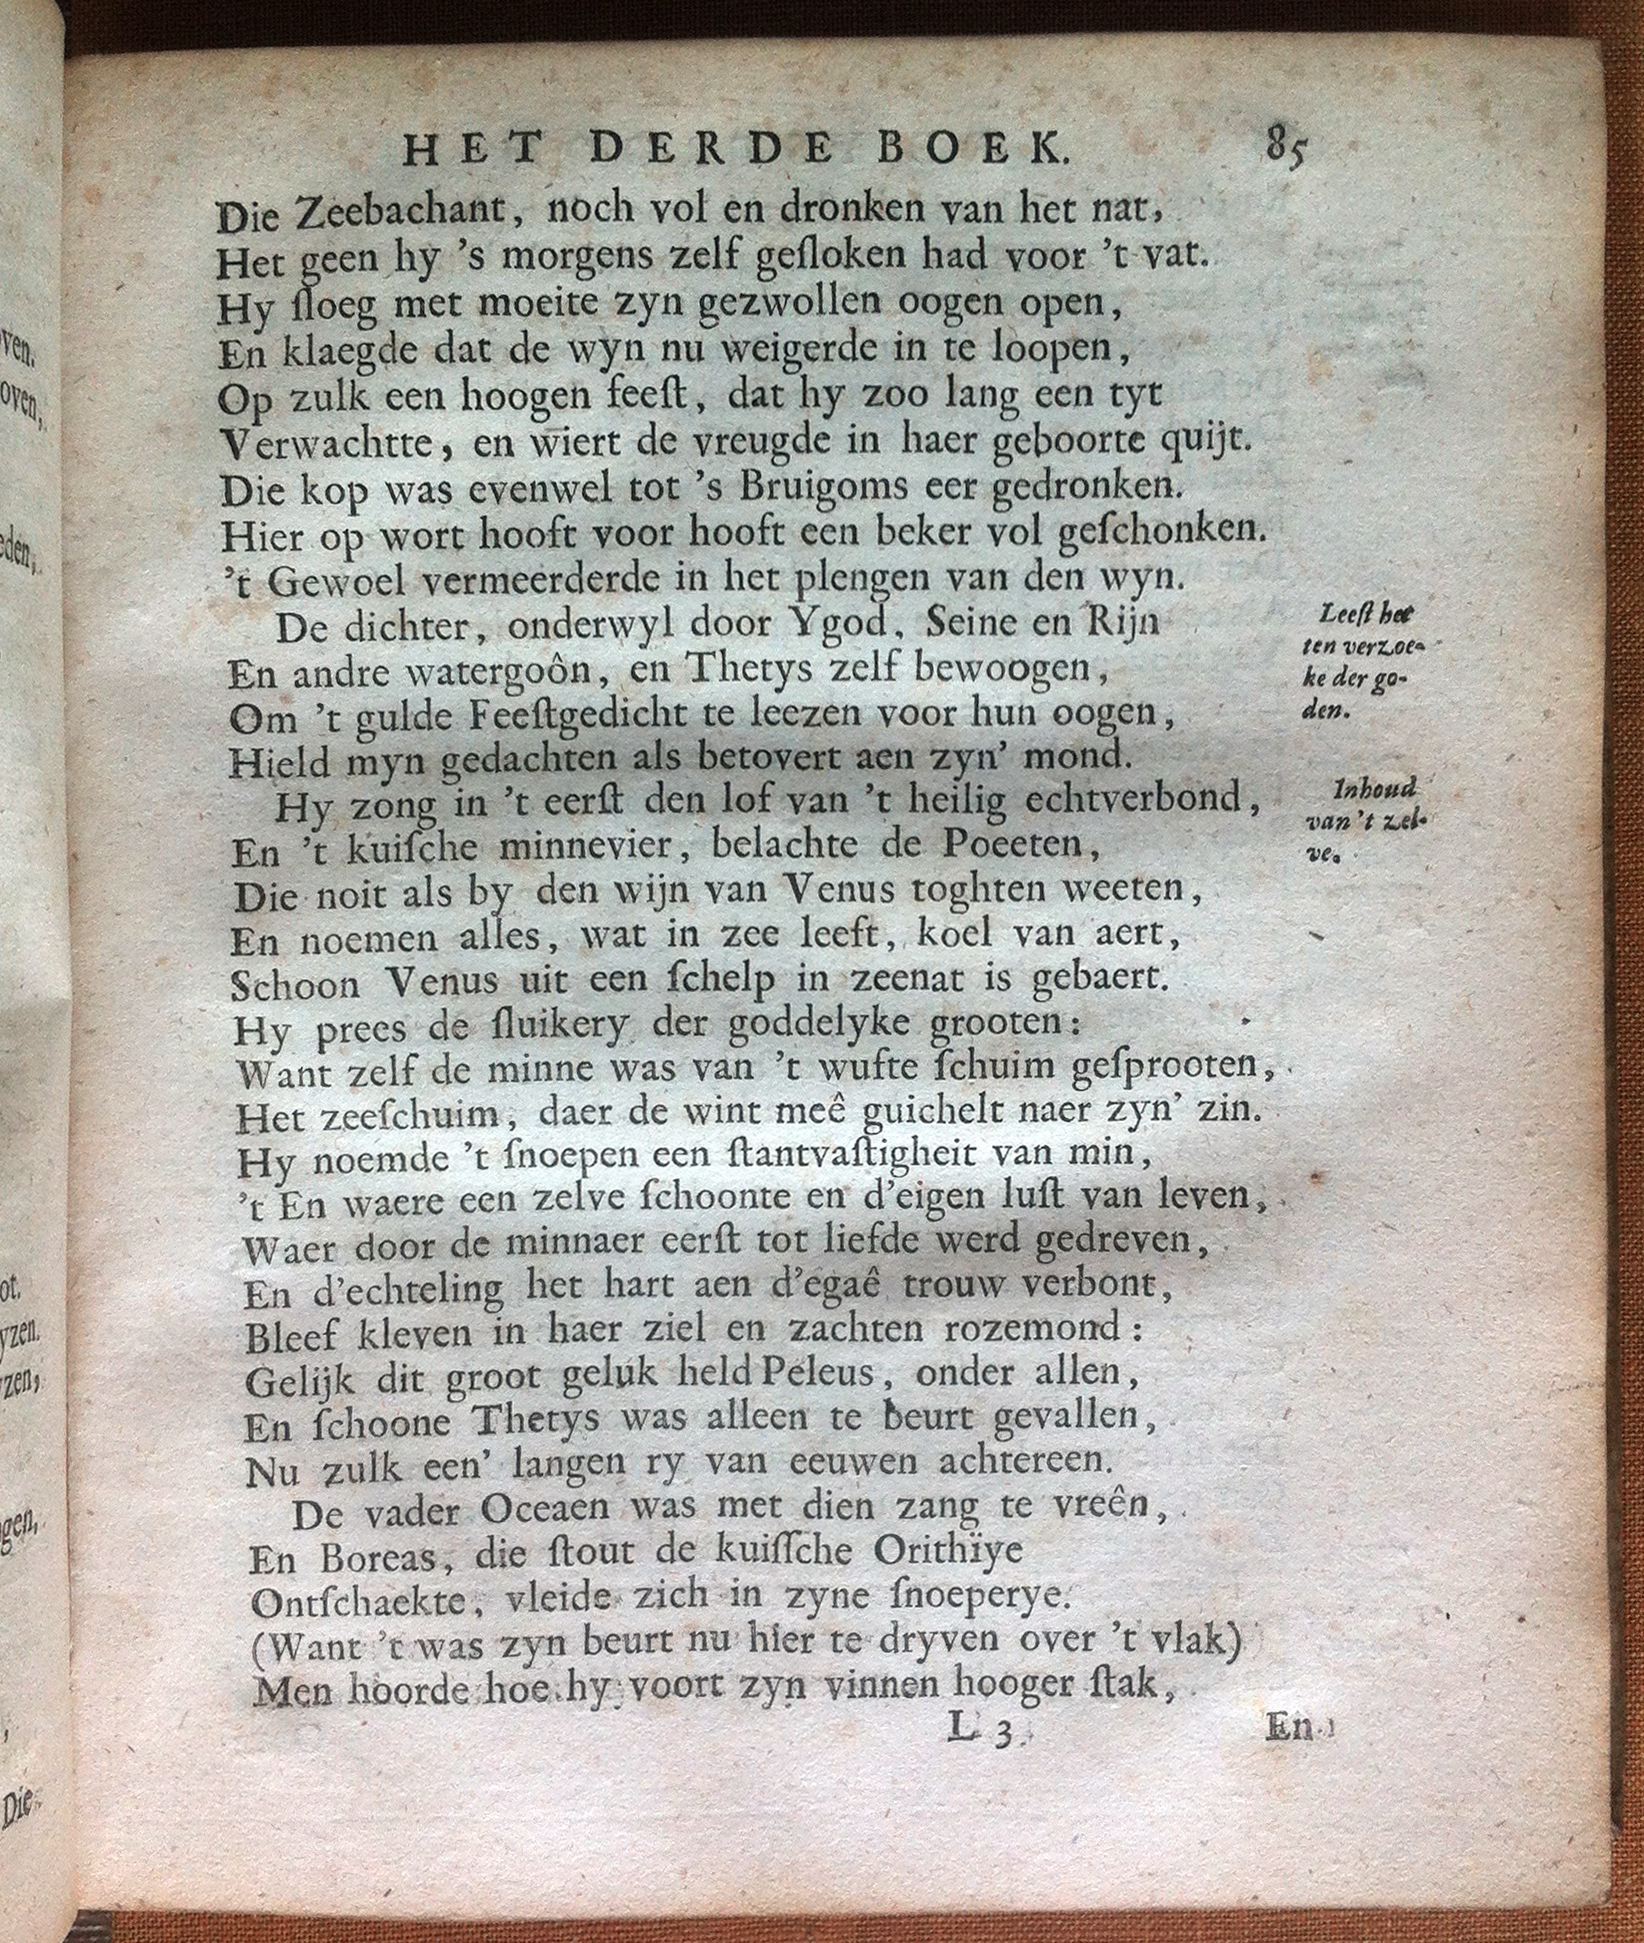 HET DERDE BOEK. 85
Die Zeebachant, noch vol en dronken van het nat,
Het geen hy 's morgens zelf geſloken had voor 't vat.
Hy ſloeg met moeite zyn gezwollen oogen open,
En klaegde dat de wyn nu weigerde in te loopen,
Op zulk een hoogen feeſt, dat hy zoo lang een tyt
Verwachtte, en wiert de vreugde in haer geboorte quijt.
Die kop was evenwel tot 's Bruigoms eer gedronken.
Hier op wort hooft voor hooft een beker vol geſchonken.
't Gewoel vermeerderde in het plengen van den wyn.
De dichter, onderwyl door Ygod, Seine en Rijn
En andre watergoôn, en Thetys zelf bewoogen,
Om 't gulde Feeſtgedicht te leezen voor hun oogen,
Hield myn gedachten als betovert aen zyn' mond.
Leeſt het
ten verzoe-
ke der go-
den.
Hy zong in 't eerſt den lof van 't heilig echtverbond,
En 't kuiſche minnevier, belachte de Poeeten,
Die noit als by den wijn van Venus toghten weeten,
Inhoud
van 't zel-
ve.
En noemen alles, wat in zee leeft, koel van aert,
Schoon Venus uit een ſchelp in zeenat is gebaert.
Hy prees de ſluikery der goddelyke grooten:
Want zelf de minne was van 't wufte ſchuim geſprooten,
Het zeeſchuim, daer de wint meê guichelt naer zyn' zin.
Hy noemde 't ſnoepen een ſtantvaſtigheit van min,
't En waere een zelve ſchoonte en d'eigen luſt van leven,
Waer door de minnaer eerſt tot liefde werd gedreven,
En d'echteling het hart aen d'egaê trouw verbont,
Bleef kleven in haer ziel en zachten rozemond:
Gelijk dit groot geluk held Peleus, onder allen,
En ſchoone Thetys was alleen te beurt gevallen,
Nu zulk een' langen ry van eeuwen achtereen.
De vader Oceaen was met dien zang te vreên,
En Boreas, die ſtout de kuiſſche Orithïye
Ontſchaekte, vleide zich in zyne ſnoeperye.
(Want 't was zyn beurt nu hier te dryven over 't vlak)
Men hoorde hoe hy voort zyn vinnen hooger ſtak,
L 3 En
ven.
oven,
eden,
ot.
yzen.
zen,
gen,
,
Die